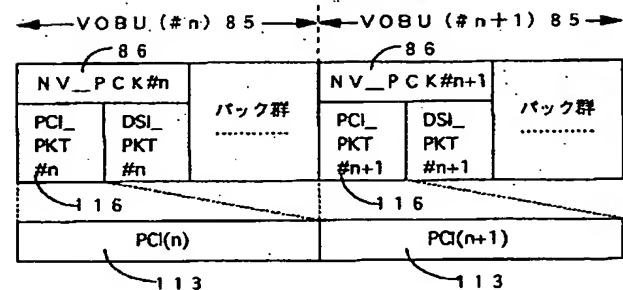 VOBU (#n) 85 VOBU (#n+1) 85
86 86
NV_PCK#n パック群 NV_PCK#n+1 パック群
PCI_ DSI_ PCI_ DSI_
PKT PKT PKT PKT
#n #n #n+1 #n+1
116 116
PCI(n) PCI(n+1)
113 113